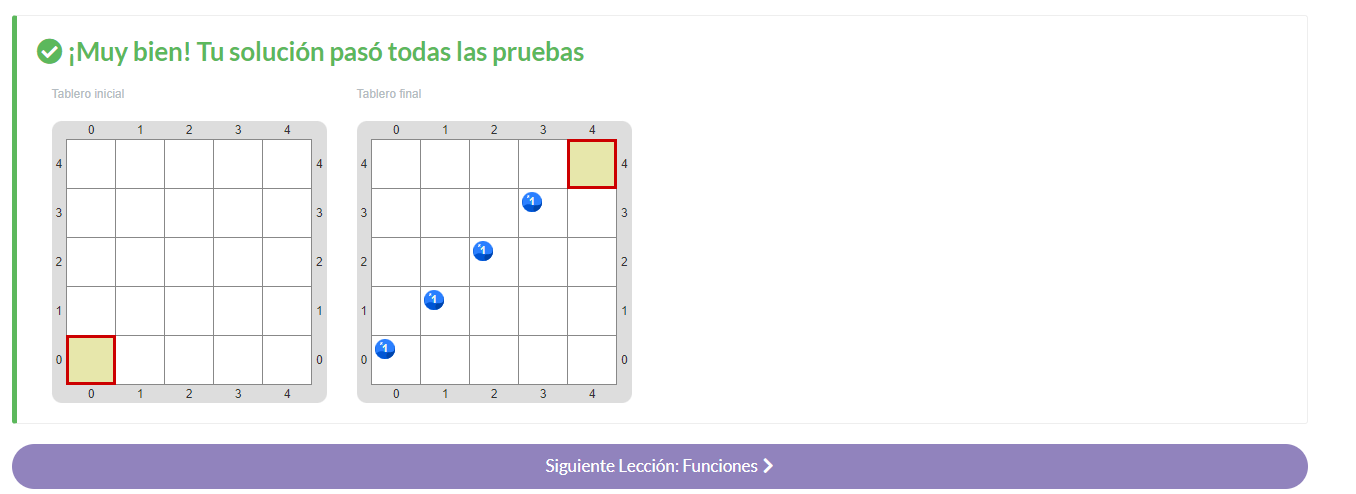 ¡Muy bien! Tu solución pasó todas las pruebas
Tablero inicial
0 1 2 3 4
4 4
3 3
2 2
1 1
0 0
0 1 2 3 4
Tablero final
0 1 2 3 4
4 4
3 1 3
2 1 2
1 1 1
0 1 0
0 1 2 3 4
Siguiente Lección: Funciones